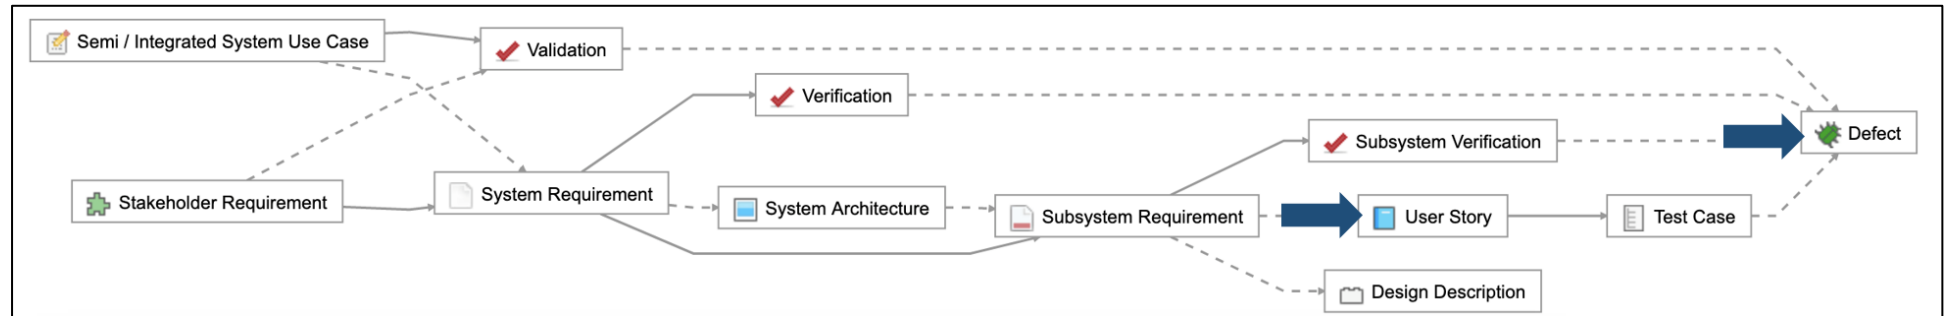 Semi / Integrated System Use Case
Validation
Verification
Defect
Subsystem Verification
Stakeholder Requirement
System Requirement
System Architecture
Subsystem Requirement
User Story
Test Case
Design Description